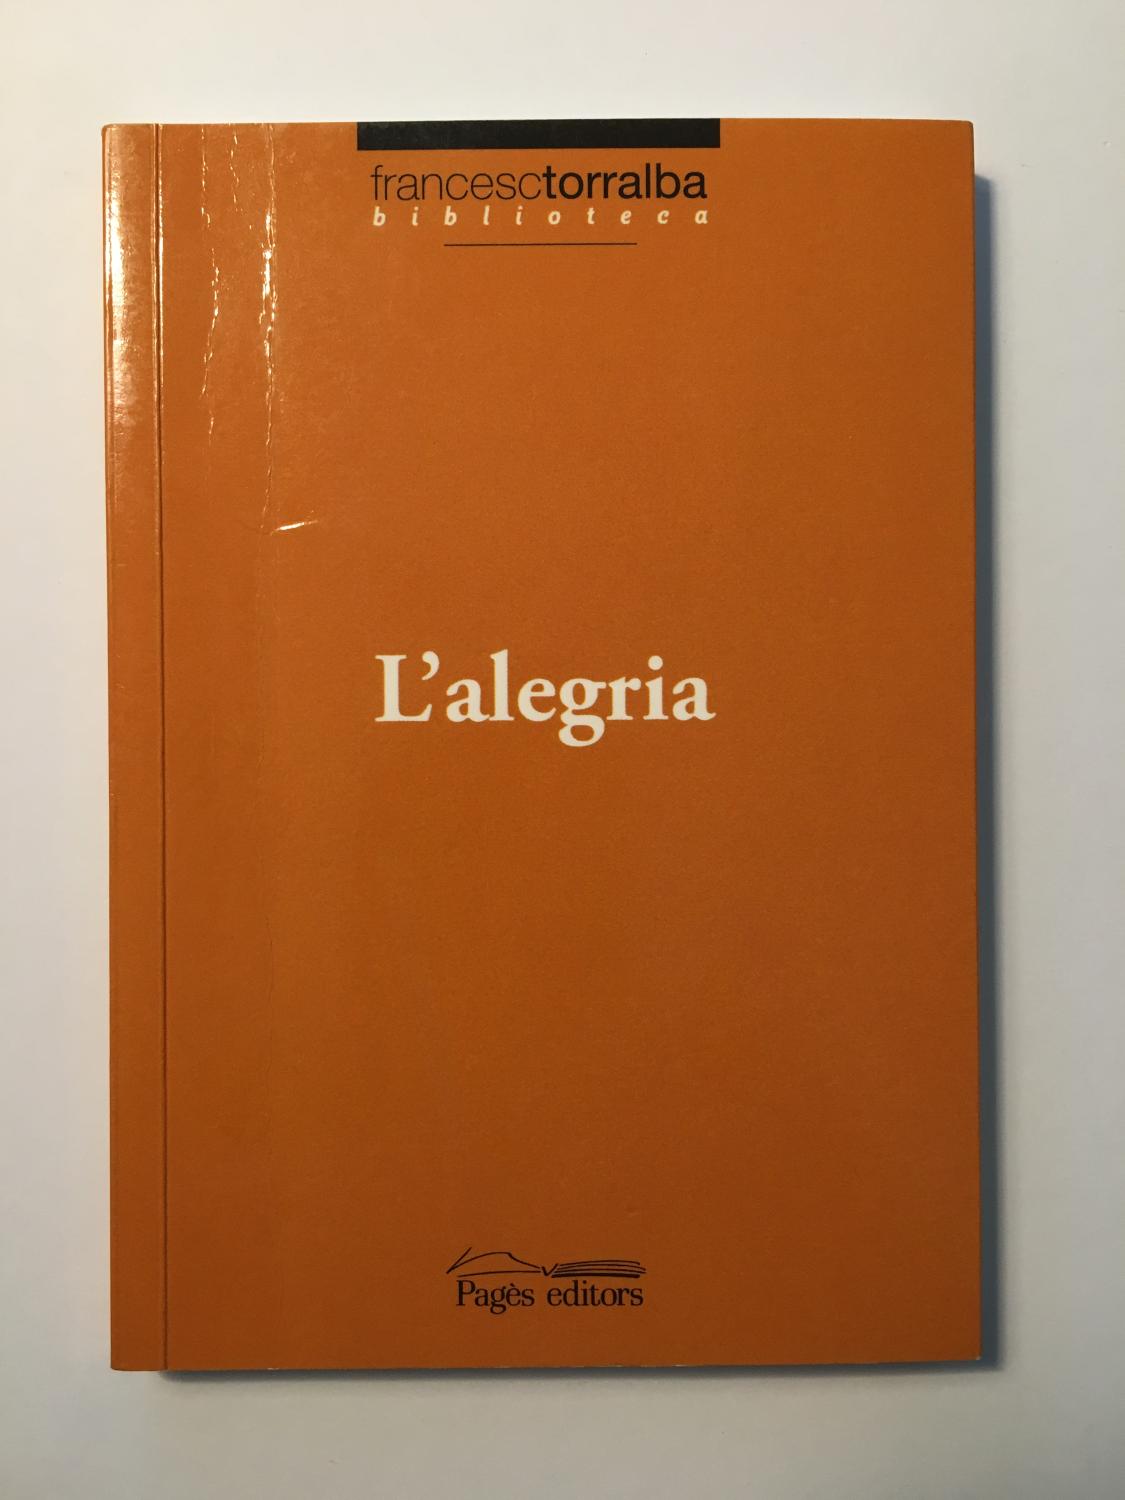 francesctorralba
biblioteca
L’alegria
Pagès editors